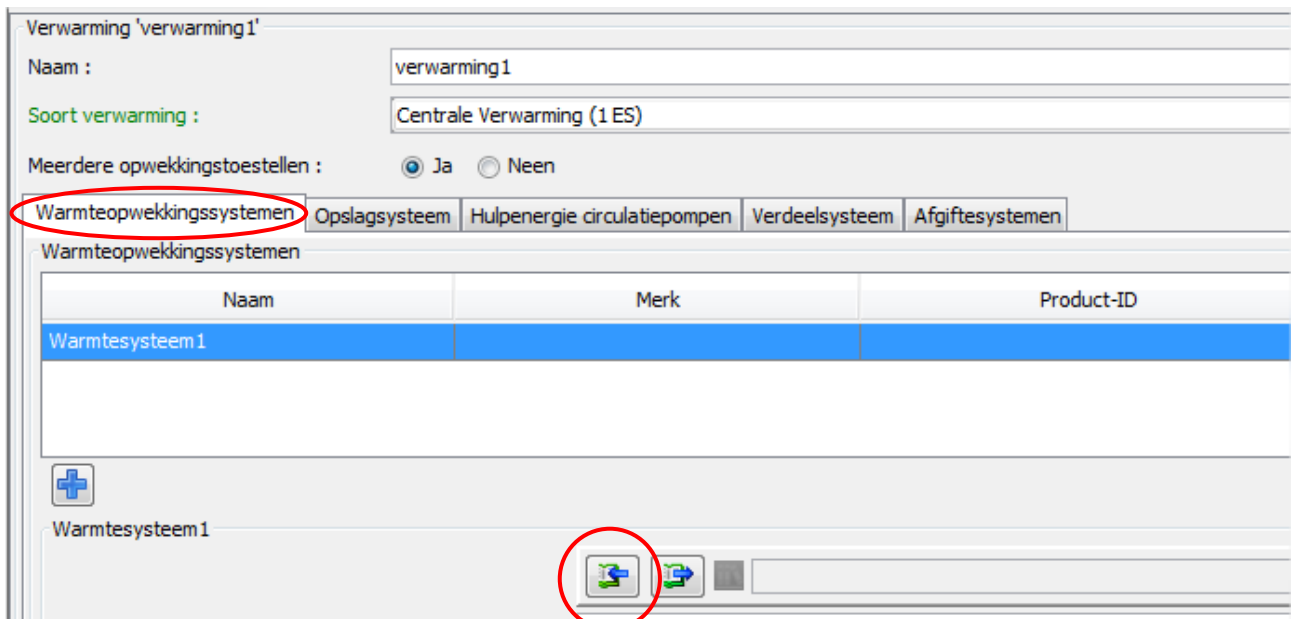 Verwarming 'verwarming1'
Naam : verwarming1
Soort verwarming : Centrale Verwarming (1 ES)
Meerdere opwekkingstoestellen : Ja Neen
Warmteopwekkingssystemen Opslagsysteem Hulpenergie circulatiepompen Verdeelsysteem Afgiftesystemen
Warmteopwekkingssystemen
Naam Merk Product-ID
Warmtesysteem1
Warmtesysteem1